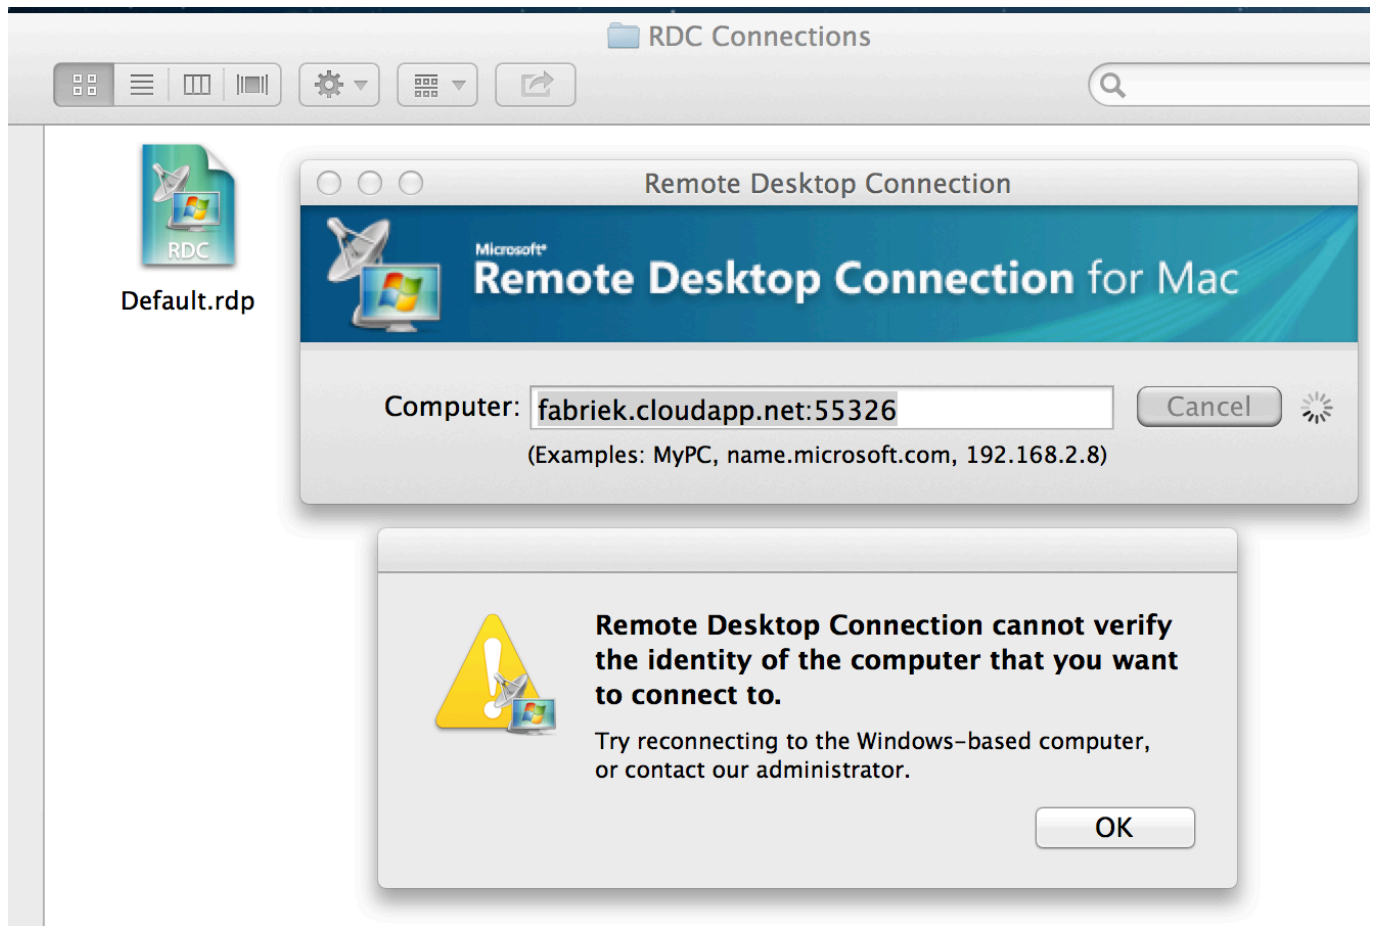 RDC Connections
RDC
Default.rdp
Remote Desktop Connection
Microsoft®
Remote Desktop Connection for Mac
Computer: fabriek.cloudapp.net:55326 Cancel
(Examples: MyPC, name.microsoft.com, 192.168.2.8)
Remote Desktop Connection cannot verify
the identity of the computer that you want
to connect to.
Try reconnecting to the Windows-based computer,
or contact our administrator.
OK